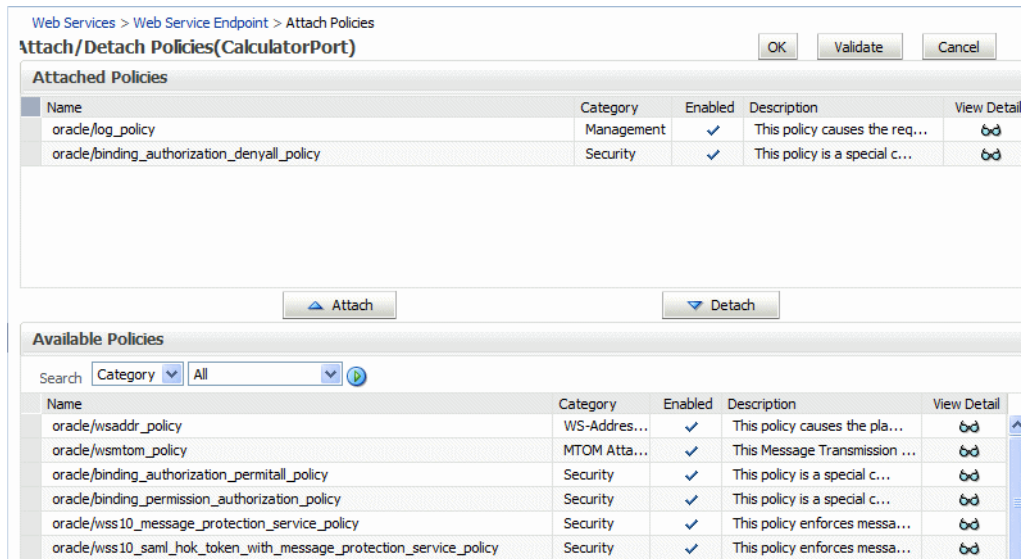 Web Services > Web Service Endpoint > Attach Policies
Attach/Detach Policies(CalculatorPort) OK Validate Cancel
Attached Policies
Name Category Enabled Description View Detail
oracle/log_policy Management This policy causes the req...
oracle/binding_authorization_denyall_policy Security This policy is a special c...
Attach Detach
Available Policies
Search Category All
Name Category Enabled Description View Detail
oracle/wsaddr_policy WS-Addres... This policy causes the pla...
oracle/wsmtom_policy MTOM Atta... This Message Transmission ...
oracle/binding_authorization_permitall_policy Security This policy is a special c...
oracle/binding_permission_authorization_policy Security This policy is a special c...
oracle/wss10_message_protection_service_policy Security This policy enforces messa...
oracle/wss10_saml_hok_token_with_message_protection_service_policy Security This policy enforces messa...